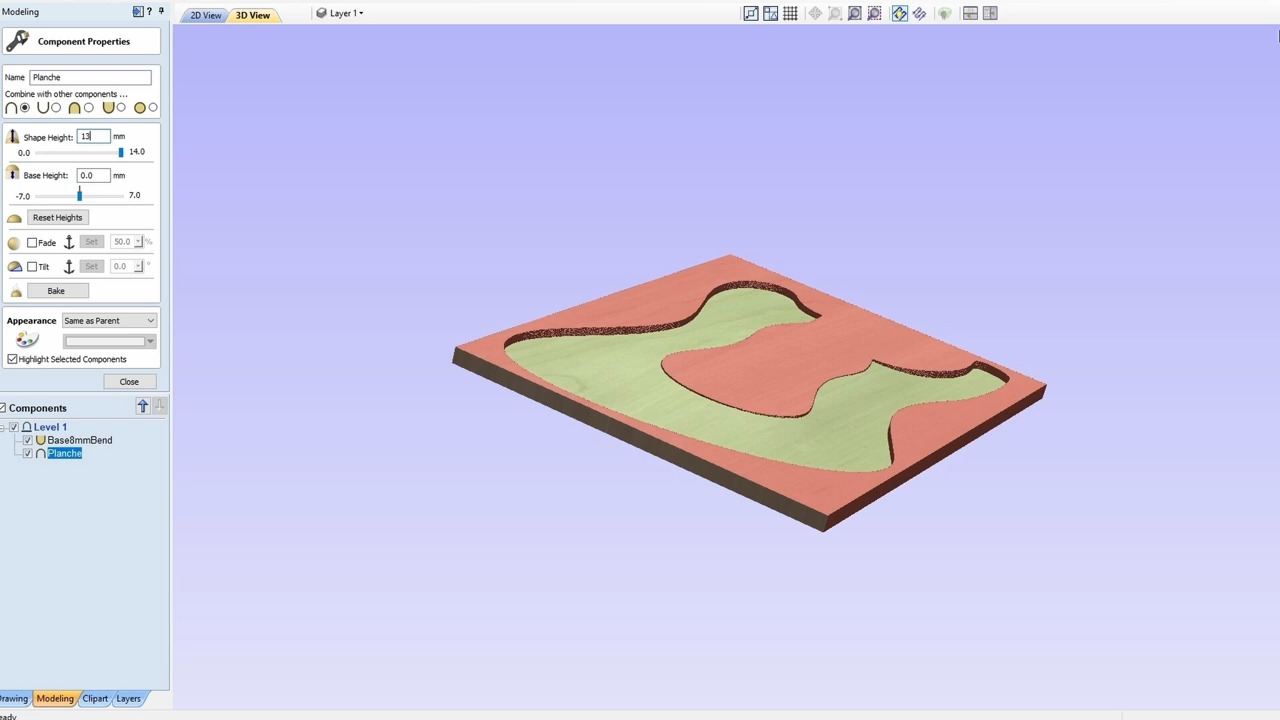 Modeling ?
2D View 3D View Layer 1
Component Properties
Name Planche
Combine with other components ...
Shape Height: 13 mm
0.0 14.0
Base Height: 0.0 mm
-7.0 7.0
Reset Heights
Fade Set 50.0 %
Tilt Set 0.0 °
Bake
Appearance Same as Parent
Highlight Selected Components
Close
Components
Level 1
Base8mmBend
Planche
rawing Modeling Clipart Layers
eady